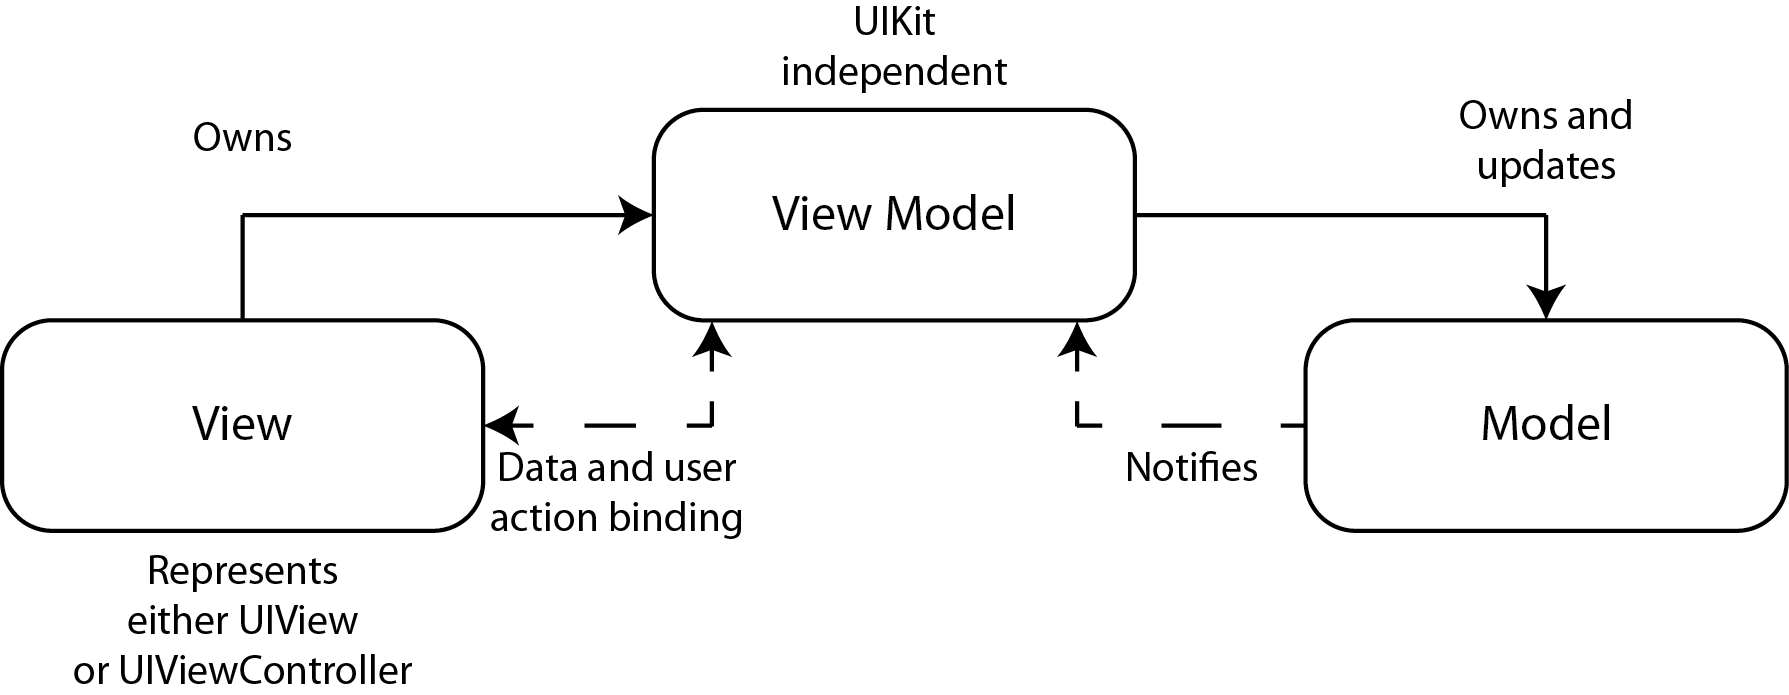 UIKit
independent
Owns
View Model
Owns and
updates
View
Data and user
action binding
Notifies
Model
Represents
either UIView
or UIViewController